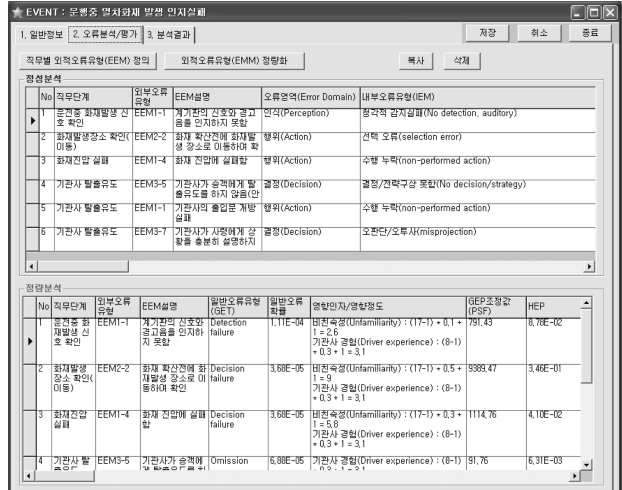 EVENT : 운행중 열차화재 발생 인지실패
1. 일반정보 2. 오류분석/평가 3. 분석결과 저장 취소 종료
직무별 외적오류유형(EEM) 정의 외적오류유형(EMM) 정량화 복사 삭제
정성분석
No 직무단계 외부오류유형 EEM설명 오류영역(Error Domain) 내부오류유형(IEM)
1 운전중 화재발생 신 EEM1-1 계기판의 신호와 경고 인식(Perception) 청각적 감지실패(No detection, auditory)
호 확인 음을 인지하지 못함
2 화재발생장소 확인( EEM2-2 화재 확산전에 화재발 행위(Action) 선택 오류(selection error)
이동) 생 장소로 이동하며 확
3 화재진압 실패 EEM1-4 화재 진압에 실패함 행위(Action) 수행 누락(non-performed action)
4 기관사 탈출유도 EEM3-5 기관사가 승객에게 탈 결정(Decision) 결정/전략구상 못함(No decision/strategy)
출유도를 하지 않음(안
5 기관사 탈출유도 EEM1-1 기관사의 출입문 개방 행위(Action) 수행 누락(non-performed action)
실패
6 기관사 탈출유도 EEM3-7 기관사가 사령에게 상 결정(Decision) 오판단/오투사(misprojection)
황을 충분히 설명하지
정량분석
No 직무단계 외부오류유형 EEM설명 일반오류유형(GET) 일반오류확률 영향인자/영향정도 GEP조정값(PSF) HEP
1 운전중 화 EEM1-1 계기판의 신호와 Detection 1,11E-04 비친숙성(Unfamiliarity) : (17-1) * 0,1 + 791,43 8,78E-02
재발생 신 경고음을 인지하 failure 1 = 2,6
호 확인 지 못함 기관사 경험(Driver experience) : (8-1)
* 0,3 + 1 = 3,1
2 화재발생 EEM2-2 화재 확산전에 화 Decision 3,68E-05 비친숙성(Unfamiliarity) : (17-1) * 0,5 + 9389,47 3,46E-01
장소 확인( 재발생 장소로 이 failure 1 = 9
이동) 동하며 확인 기관사 경험(Driver experience) : (8-1)
* 0,3 + 1 = 3,1
3 화재진압 EEM1-4 화재 진압에 실패 Decision 3,68E-05 비친숙성(Unfamiliarity) : (17-1) * 0,3 + 1114,76 4,10E-02
실패 함 failure 1 = 5,8
기관사 경험(Driver experience) : (8-1)
* 0,3 + 1 = 3,1
4 기관사 탈 EEM3-5 기관사가 승객에 Omission 6,88E-05 기관사 경험(Driver experience) : (8-1) 91,76 6,31E-03
출유도 게 탈출유도를 하 * 0,3 + 1 = 3,1